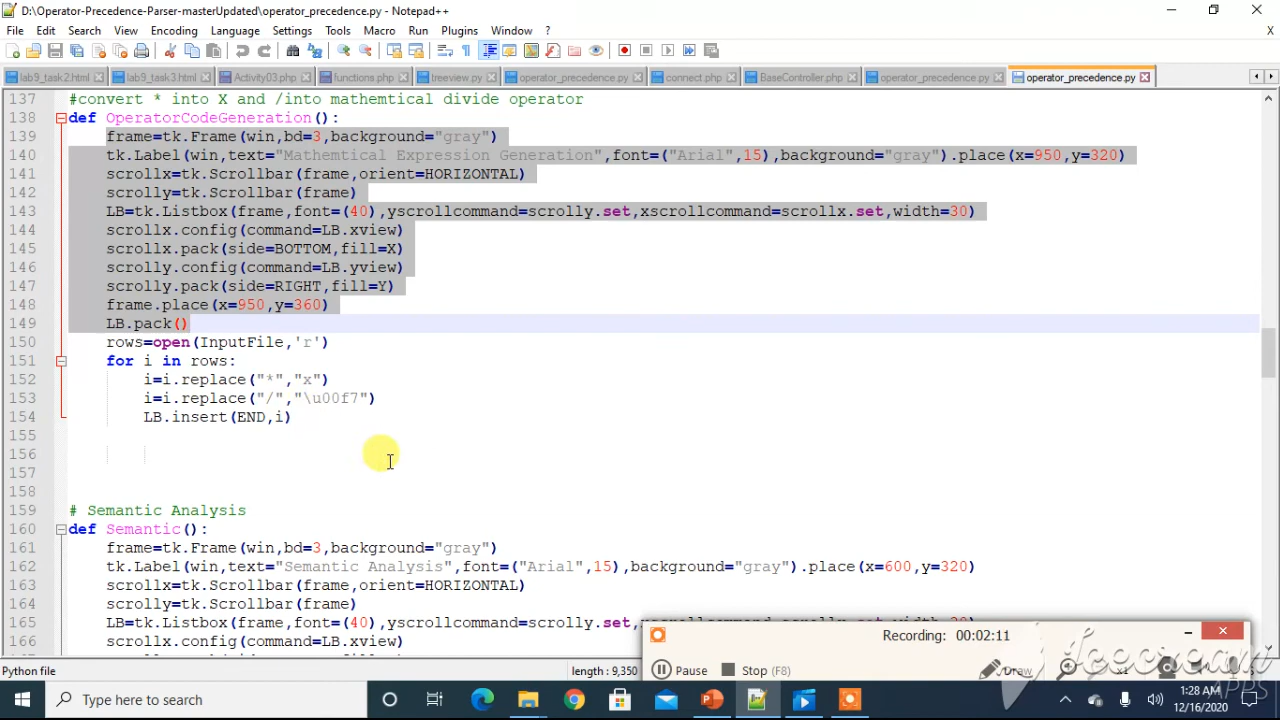 D:\Operator-Precedence-Parser-masterUpdated\operator_precedence.py - Notepad++
File Edit Search View Encoding Language Settings Tools Macro Run Plugins Window ? X
lab9_task2.html lab9_task3.html Activity03.php functions.php treeview.py operator_precedence.py connect.php BaseController.php operator_precedence.py operator_precedence.py
137 #convert * into X and /into mathemtical divide operator
138 def OperatorCodeGeneration():
139 frame=tk.Frame(win,bd=3,background="gray")
140 tk.Label(win,text="Mathemtical Expression Generation",font=("Arial",15),background="gray").place(x=950,y=320)
141 scrollx=tk.Scrollbar(frame,orient=HORIZONTAL)
142 scrolly=tk.Scrollbar(frame)
143 LB=tk.Listbox(frame,font=(40),yscrollcommand=scrolly.set,xscrollcommand=scrollx.set,width=30)
144 scrollx.config(command=LB.xview)
145 scrollx.pack(side=BOTTOM,fill=X)
146 scrolly.config(command=LB.yview)
147 scrolly.pack(side=RIGHT,fill=Y)
148 frame.place(x=950,y=360)
149 LB.pack()
150 rows=open(InputFile,'r')
151 for i in rows:
152 i=i.replace("*","x")
153 i=i.replace("/","\u00f7")
154 LB.insert(END,i)
155
156
157
158
159 # Semantic Analysis
160 def Semantic():
161 frame=tk.Frame(win,bd=3,background="gray")
162 tk.Label(win,text="Semantic Analysis",font=("Arial",15),background="gray").place(x=600,y=320)
163 scrollx=tk.Scrollbar(frame,orient=HORIZONTAL)
164 scrolly=tk.Scrollbar(frame)
165 LB=tk.Listbox(frame,font=(40),yscrollcommand=scrolly.set,
166 scrollx.config(command=LB.xview)
Recording: 00:02:11
Pause Stop (F8) Draw x1
Icecream
APPS
Python file length : 9,350
Type here to search
1:28 AM
12/16/2020